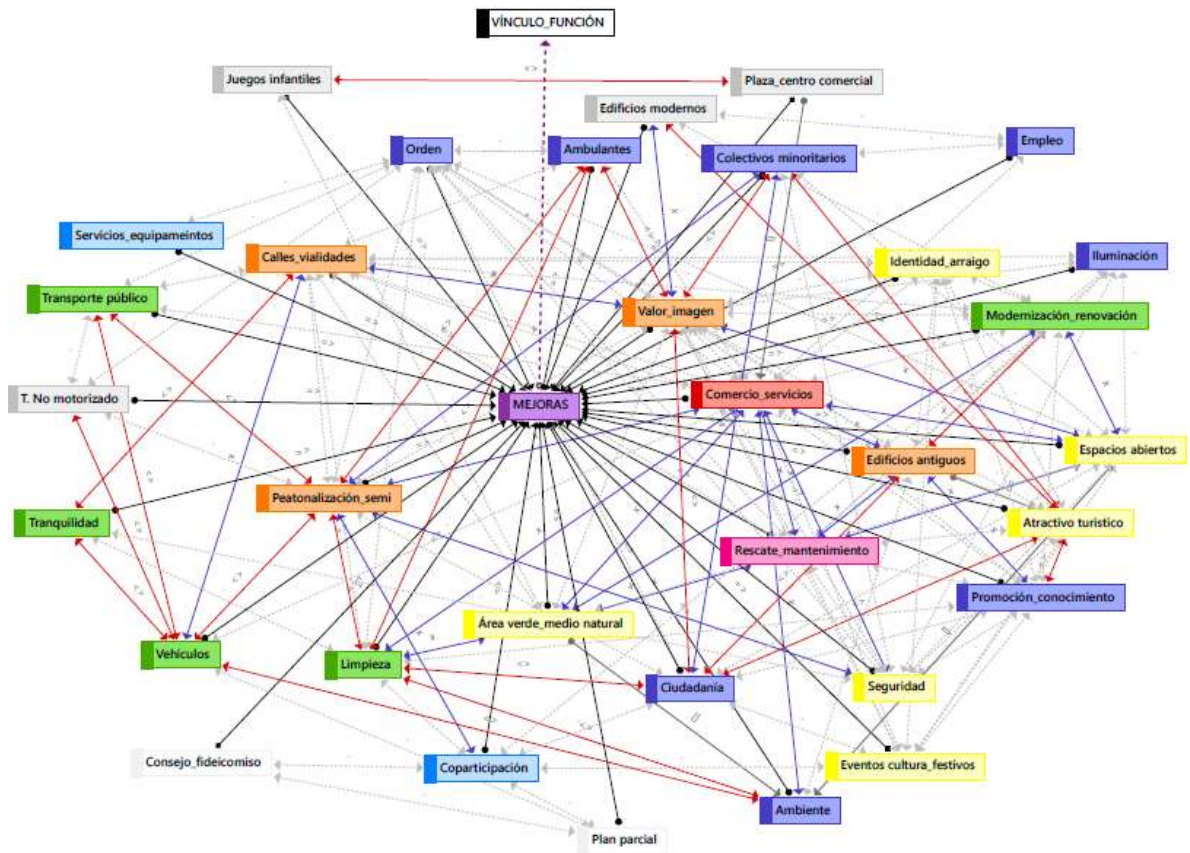 VÍNCULO_FUNCIÓN
Juegos infantiles
Plaza_centro comercial
Edificios modernos
Orden
Ambulantes
Colectivos minoritarios
Empleo
Servicios_equipameintos
Calles_vialidades
Identidad_arraigo
Iluminación
Transporte público
Valor_imagen
Modernización_renovación
T. No motorizado
MEJORAS
Comercio_servicios
Edificios antiguos
Espacios abiertos
Peatonalización_semi
Tranquilidad
Atractivo turístico
Rescate_mantenimiento
Promoción_conocimiento
Área verde_medio natural
Vehículos
Limpieza
Ciudadanía
Seguridad
Consejo_fideicomiso
Coparticipación
Eventos cultura_festivos
Ambiente
Plan parcial